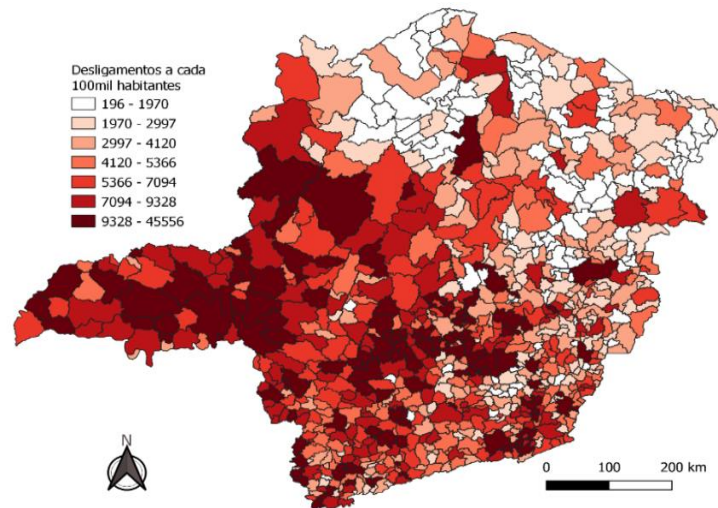 Desligamentos a cada
100mil habitantes
196 - 1970
1970 - 2997
2997 - 4120
4120 - 5366
5366 - 7094
7094 - 9328
9328 - 45556
N
0 100 200 km